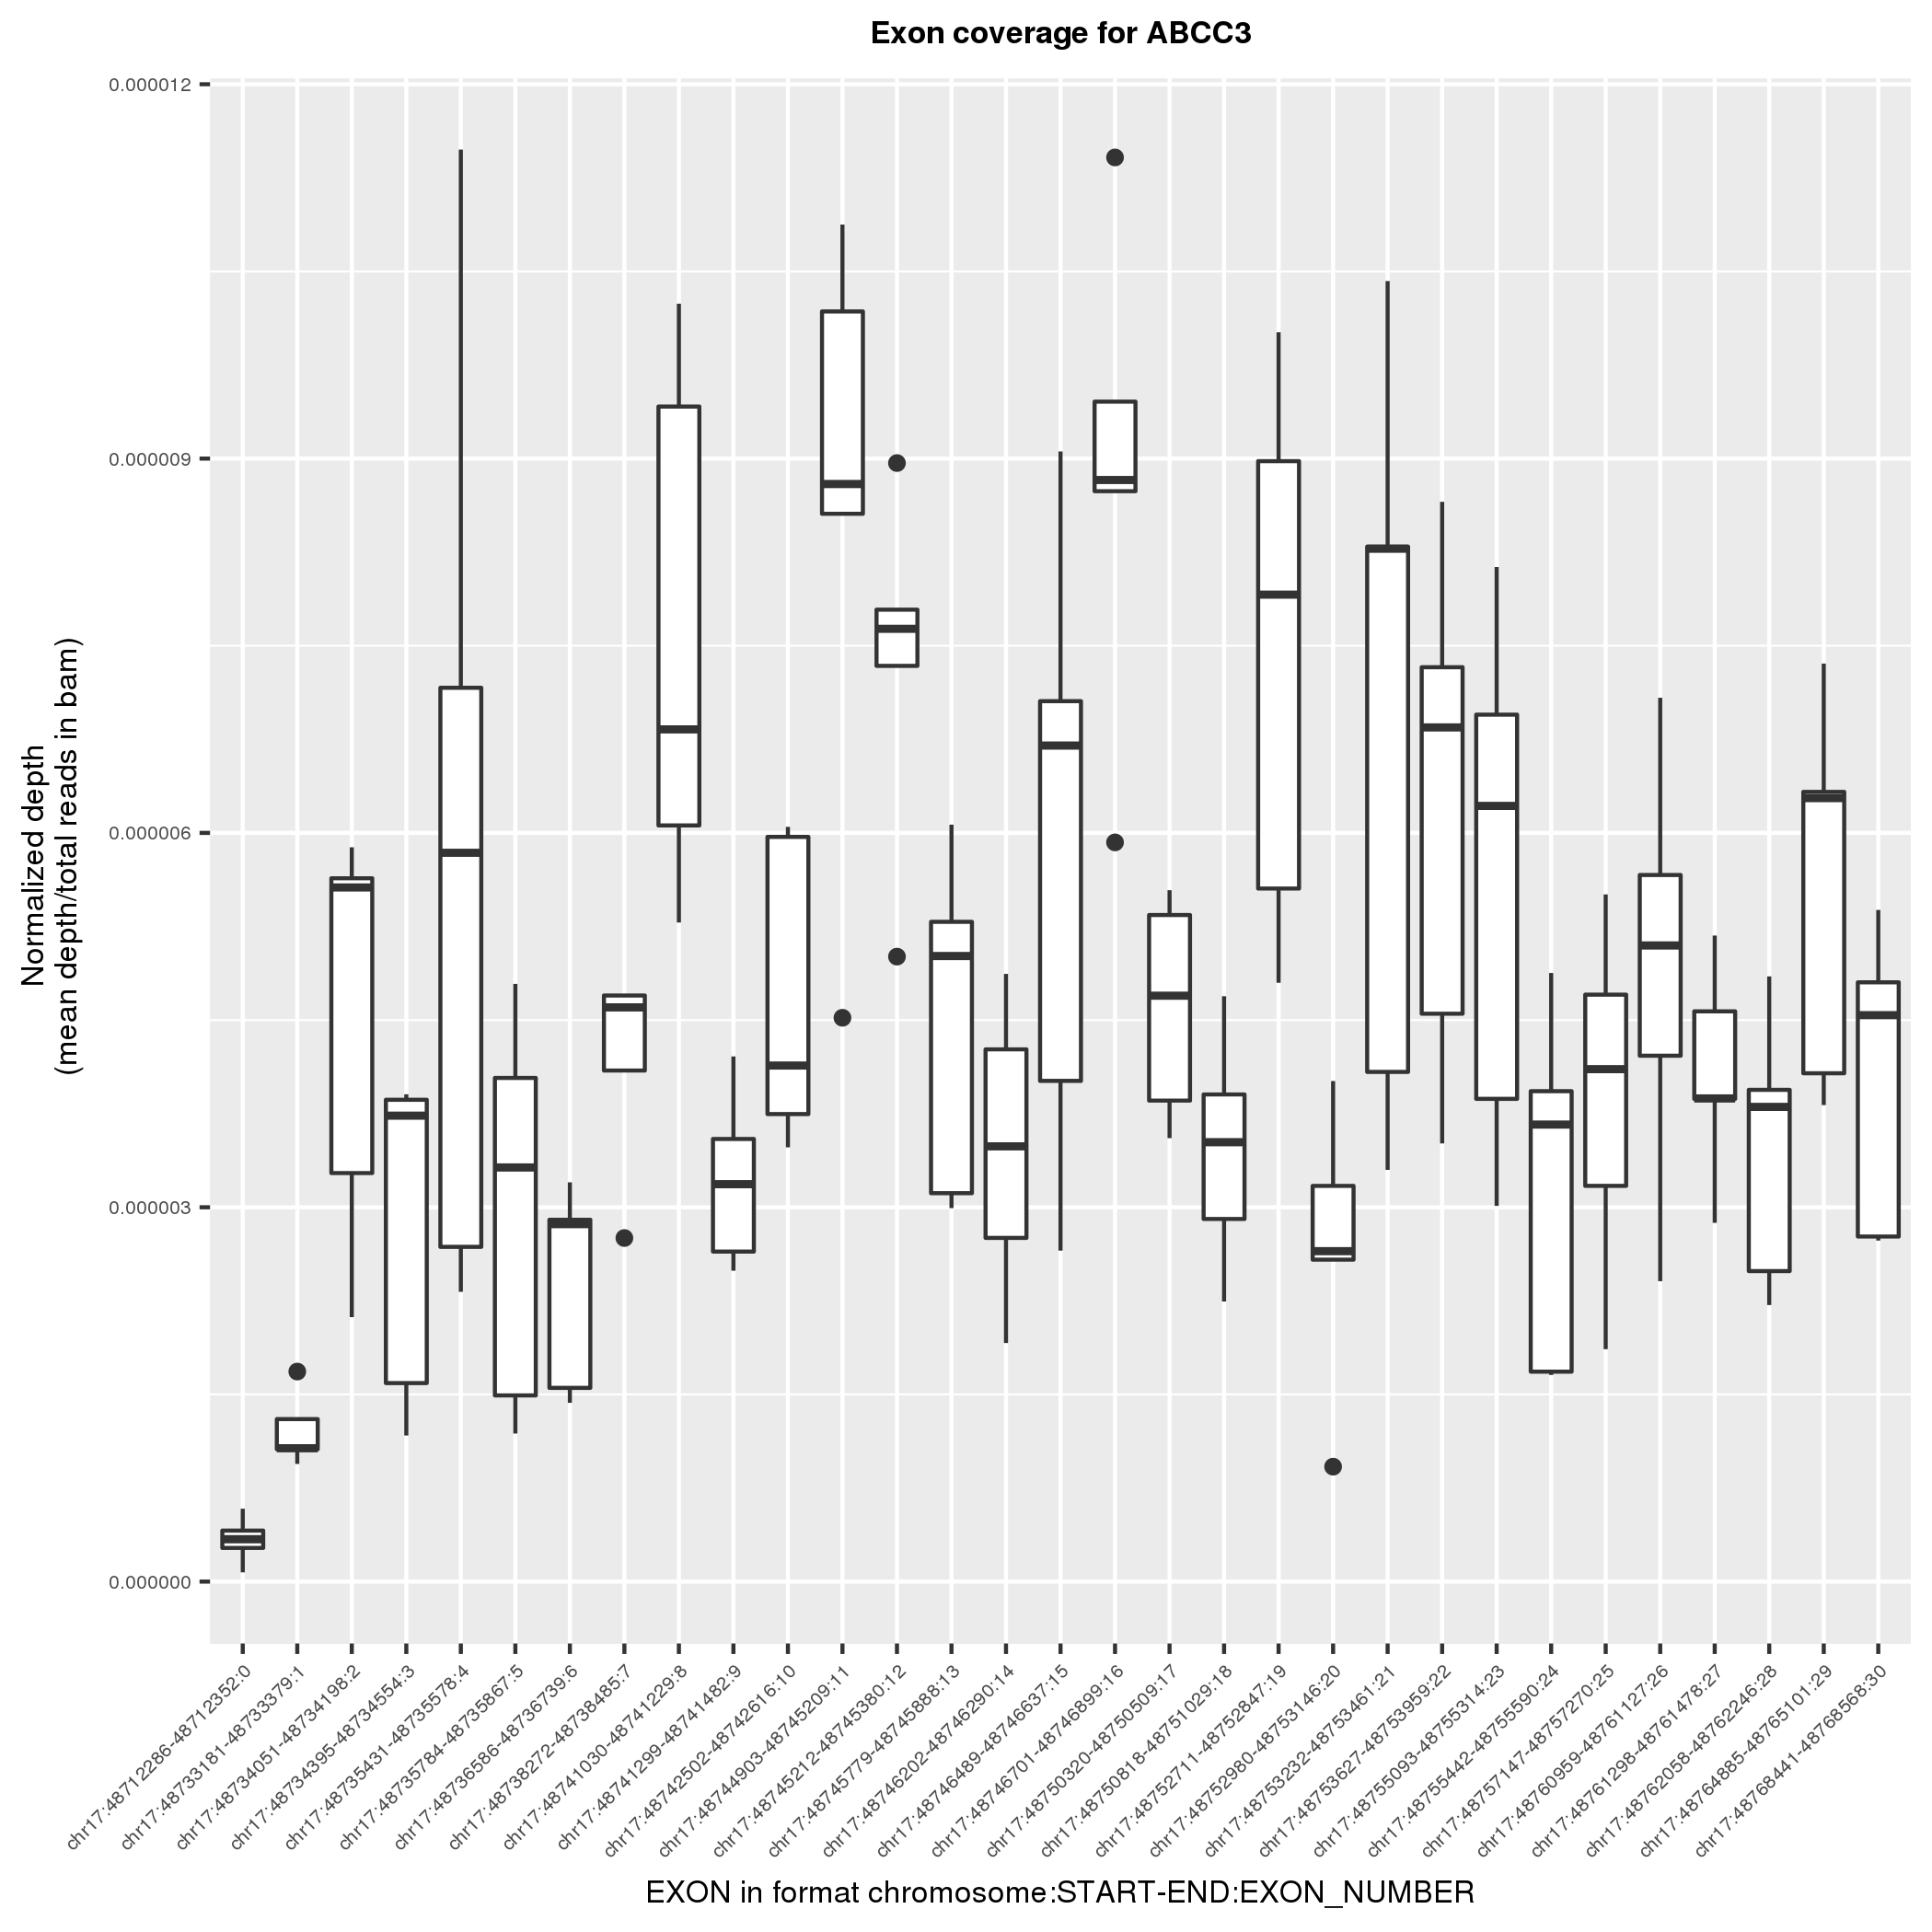 Exon coverage for ABCC3
0.000012
0.000009
0.000006
0.000003
0.000000
Normalized depth
(mean depth/total reads in bam)
chr17:48712286-48712352:0
chr17:48733181-48733379:1
chr17:48734051-48734198:2
chr17:48734395-48734554:3
chr17:48735431-48735578:4
chr17:48735784-48735867:5
chr17:48736586-48736739:6
chr17:48738272-48738485:7
chr17:48741030-48741229:8
chr17:48741299-48741482:9
chr17:48742502-48742616:10
chr17:48744903-48745209:11
chr17:48745212-48745380:12
chr17:48745779-48745888:13
chr17:48746202-48746290:14
chr17:48746489-48746637:15
chr17:48746701-48746899:16
chr17:48750320-48750509:17
chr17:48750818-48751029:18
chr17:48752711-48752847:19
chr17:48752980-48753146:20
chr17:48753232-48753461:21
chr17:48753627-48753959:22
chr17:48755093-48755314:23
chr17:48755442-48755590:24
chr17:48757147-48757270:25
chr17:48760959-48761127:26
chr17:48761298-48761478:27
chr17:48762058-48762246:28
chr17:48764885-48765101:29
chr17:48768441-48768568:30
EXON in format chromosome:START-END:EXON_NUMBER